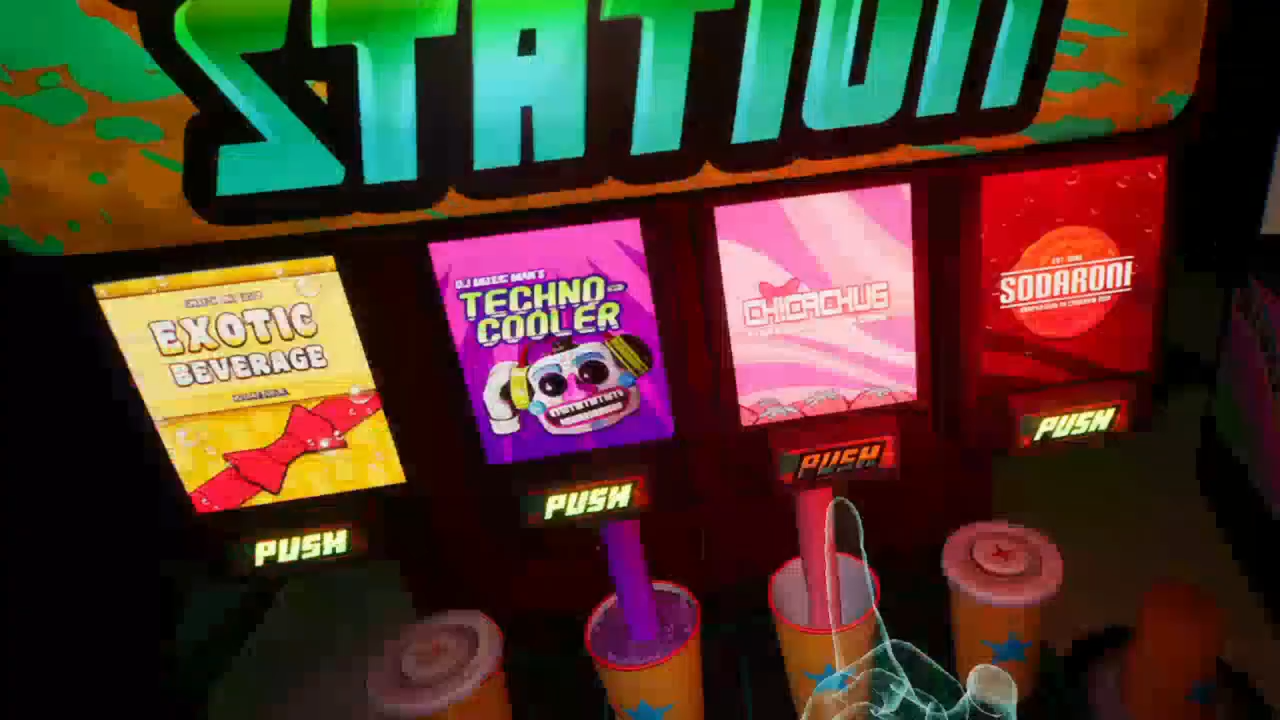 STATION
EXOTIC
BEVERAGE
DJ MUSIC MAN'S
TECHNO-
COOLER
CHICACHUG
SODARONI
PUSH
PUSH
PUSH
PUSH